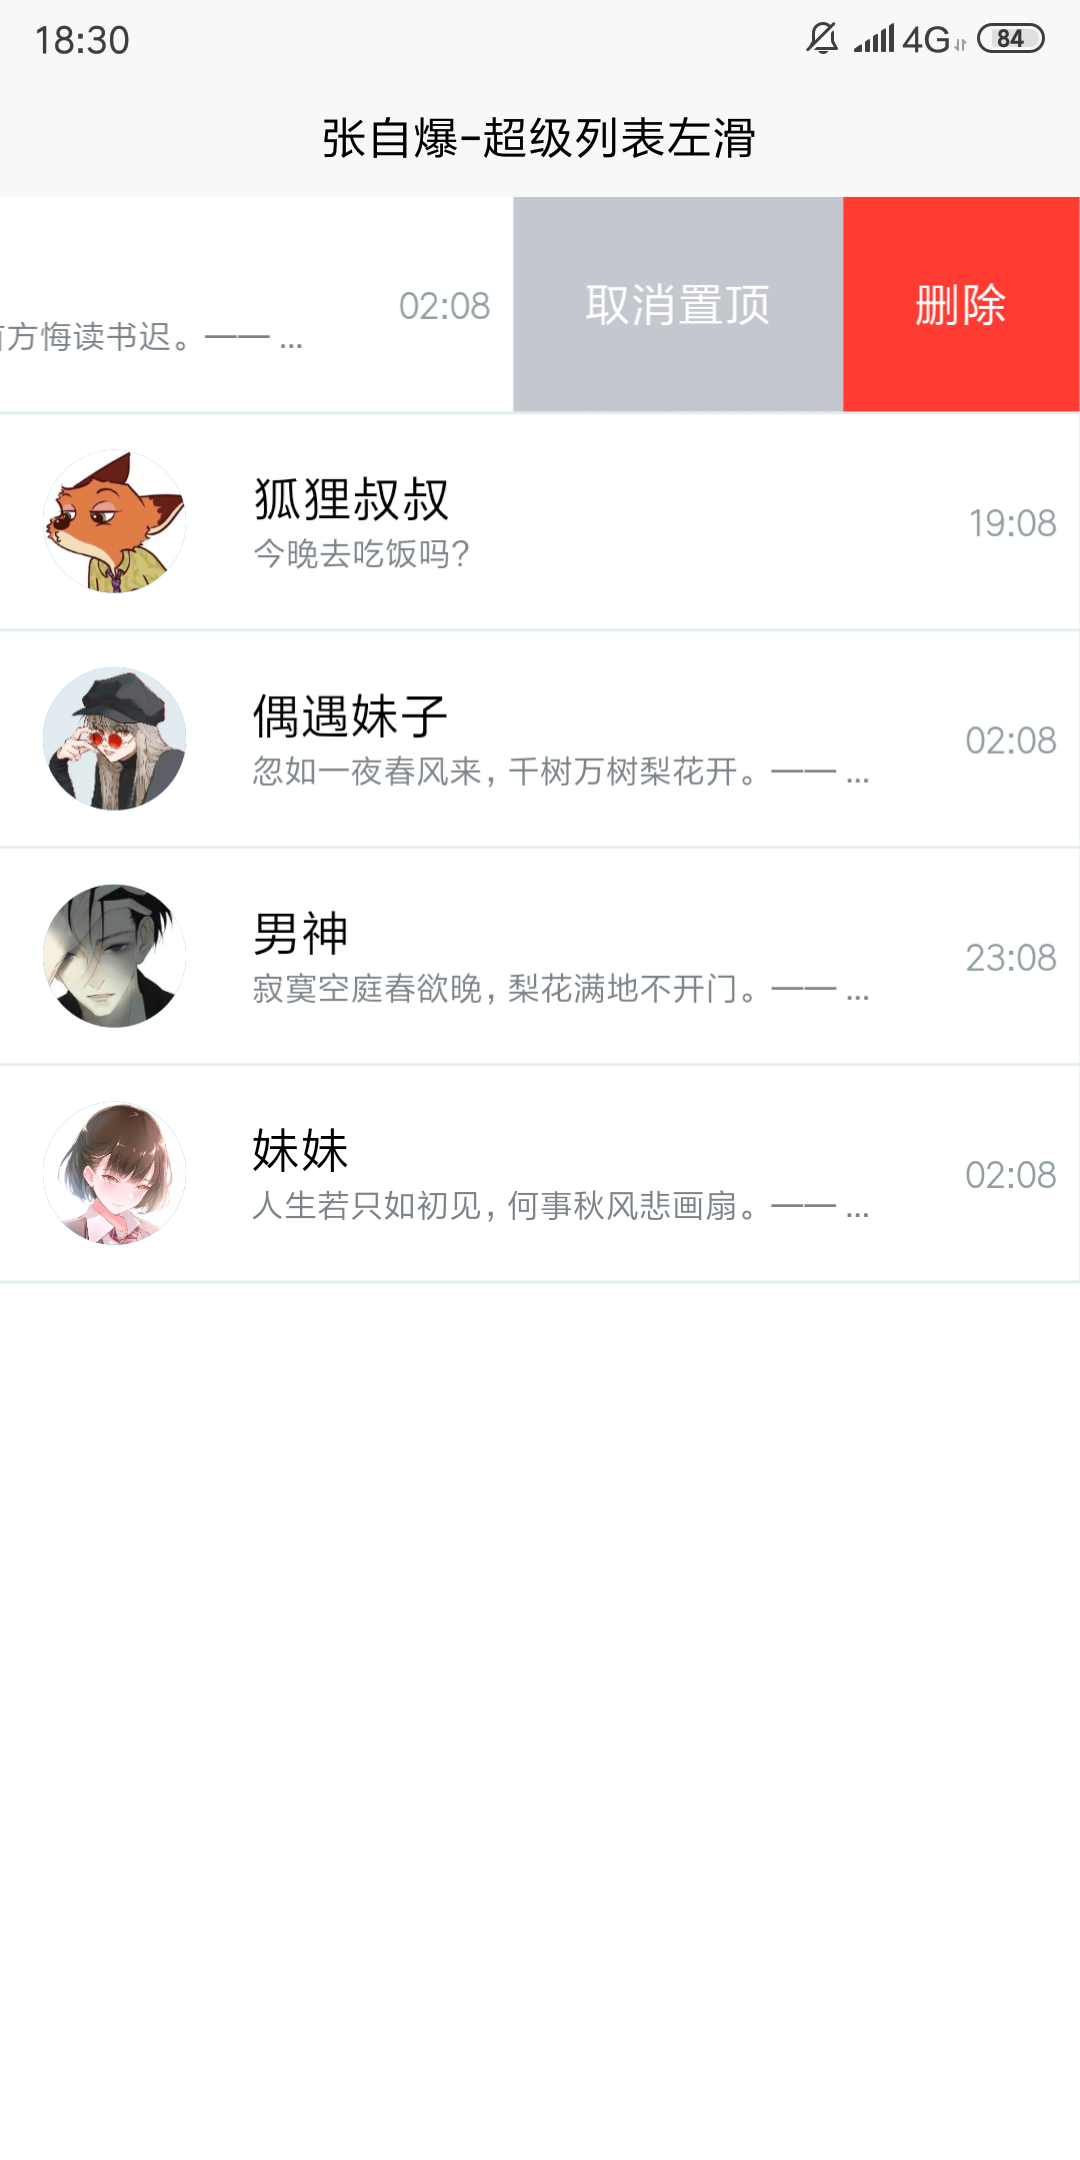 18:30 4G 84
张自爆-超级列表左滑
方悔读书迟。—— ...
02:08
取消置顶
删除
狐狸叔叔
今晚去吃饭吗?
19:08
偶遇妹子
忽如一夜春风来, 千树万树梨花开。—— ...
02:08
男神
寂寞空庭春欲晚, 梨花满地不开门。—— ...
23:08
妹妹
人生若只如初见, 何事秋风悲画扇。—— ...
02:08